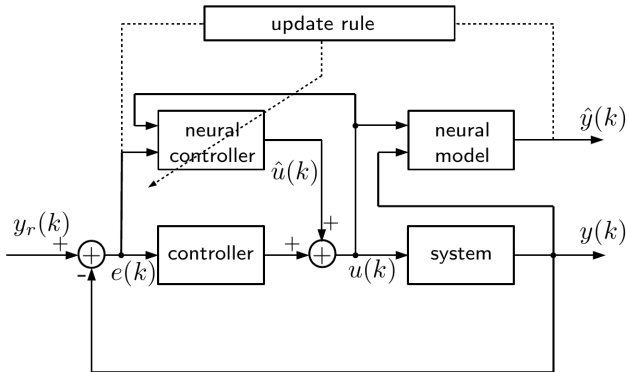 update rule
neural
controller
neural
model
ŷ(k)
û(k)
y_r(k)
+
+
-
+
e(k)
controller
+
u(k)
system
y(k)